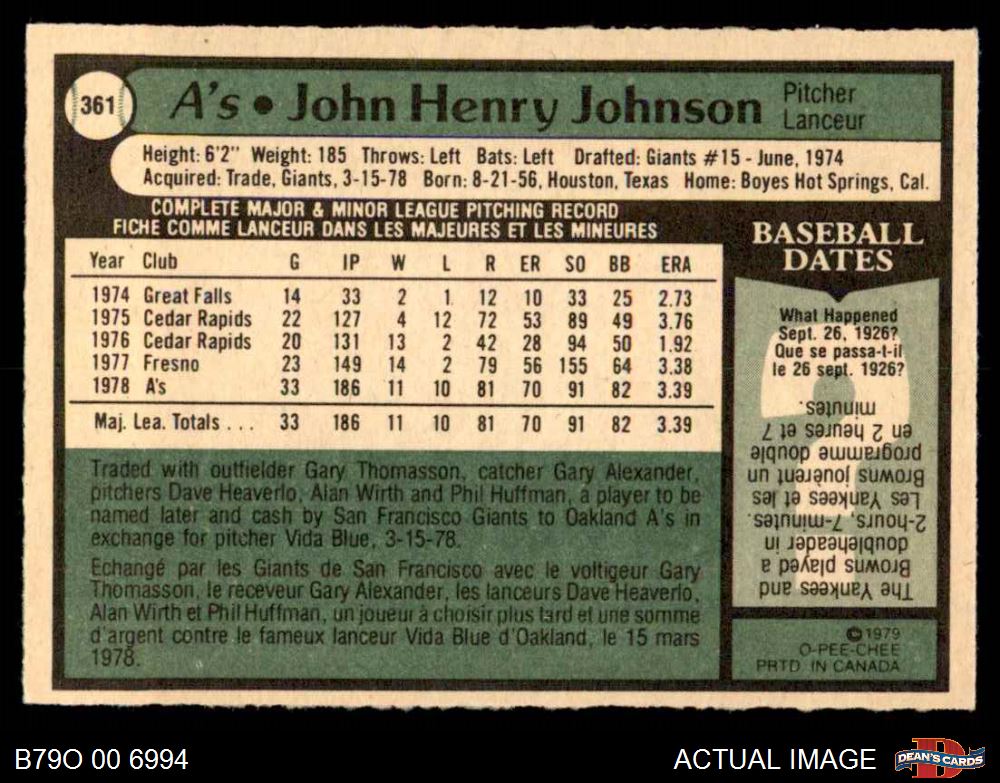 361
A's • John Henry Johnson
Pitcher
Lanceur
Height: 6'2" Weight: 185 Throws: Left Bats: Left Drafted: Giants #15 - June, 1974
Acquired: Trade, Giants, 3-15-78 Born: 8-21-56, Houston, Texas Home: Boyes Hot Springs, Cal.
COMPLETE MAJOR & MINOR LEAGUE PITCHING RECORD
FICHE COMME LANCEUR DANS LES MAJEURES ET LES MINEURES
Year Club G IP W L R ER SO BB ERA
1974 Great Falls 14 33 2 1 12 10 33 25 2.73
1975 Cedar Rapids 22 127 4 12 72 53 89 49 3.76
1976 Cedar Rapids 20 131 13 2 42 28 94 50 1.92
1977 Fresno 23 149 14 2 79 56 155 64 3.38
1978 A's 33 186 11 10 81 70 91 82 3.39
Maj. Lea. Totals . . . 33 186 11 10 81 70 91 82 3.39
Traded with outfielder Gary Thomasson, catcher Gary Alexander,
pitchers Dave Heaverlo, Alan Wirth and Phil Huffman, a player to be
named later and cash by San Francisco Giants to Oakland A's in
exchange for pitcher Vida Blue, 3-15-78.
Echangé par les Giants de San Francisco avec le voltigeur Gary
Thomasson, le receveur Gary Alexander, les lanceurs Dave Heaverlo,
Alan Wirth et Phil Huffman, un joueur à choisir plus tard et une somme
d'argent contre le fameux lanceur Vida Blue d'Oakland, le 15 mars
1978.
BASEBALL
DATES
What Happened
Sept. 26, 1926?
Que se passa-t-il
le 26 sept. 1926?
The Yankees and
Browns played a
doubleheader in
2-hours, 7-minutes.
Les Yankees et les
Browns jouèrent un
programme double
en 2 heures et 7
minutes.
© 1979
O-PEE-CHEE
PRTD. IN CANADA
B79O 00 6994
ACTUAL IMAGE
D
DEAN'S CARDS